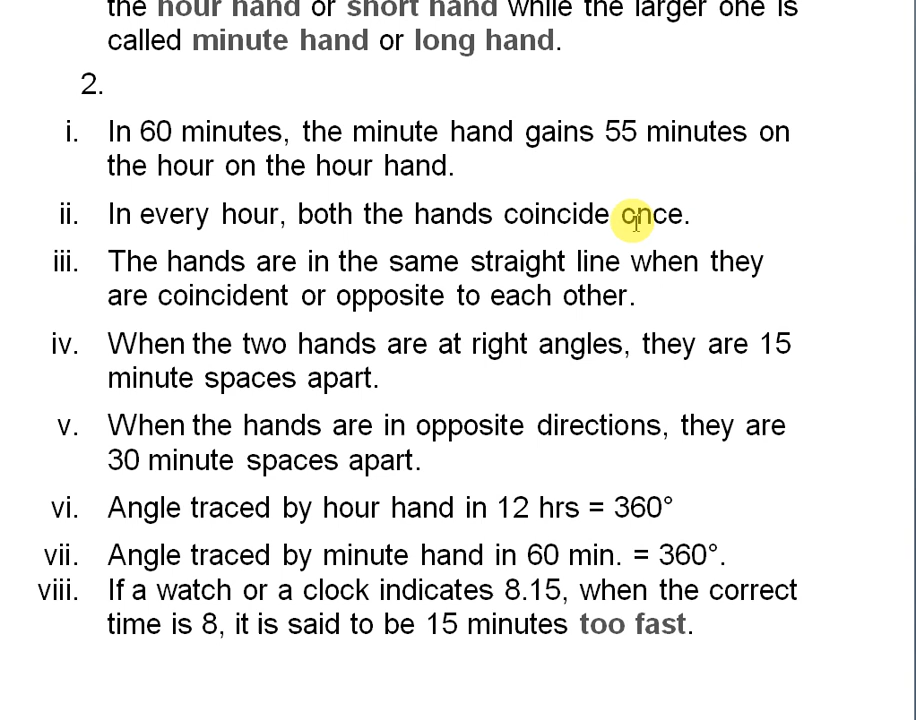 the hour hand or short hand while the larger one is
called minute hand or long hand.
2.
i. In 60 minutes, the minute hand gains 55 minutes on
the hour on the hour hand.
ii. In every hour, both the hands coincide once.
iii. The hands are in the same straight line when they
are coincident or opposite to each other.
iv. When the two hands are at right angles, they are 15
minute spaces apart.
v. When the hands are in opposite directions, they are
30 minute spaces apart.
vi. Angle traced by hour hand in 12 hrs = 360°
vii. Angle traced by minute hand in 60 min. = 360°.
viii. If a watch or a clock indicates 8.15, when the correct
time is 8, it is said to be 15 minutes too fast.